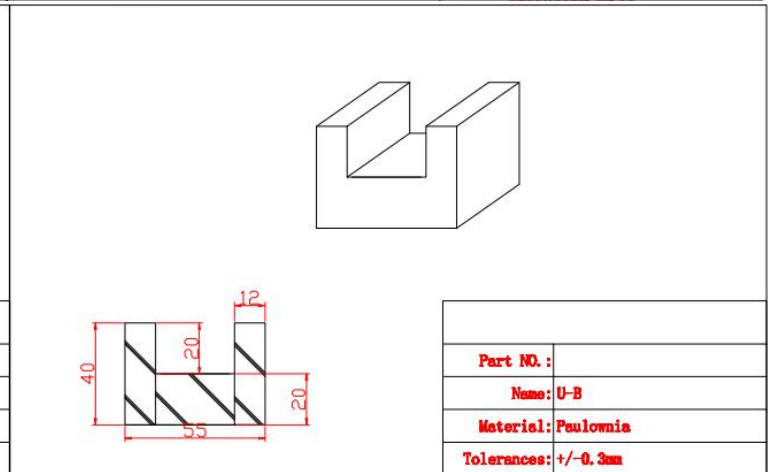 12
40
20
20
55
Part NO.:
Name: U-B
Material: Paulownia
Tolerances: +/-0.3mm